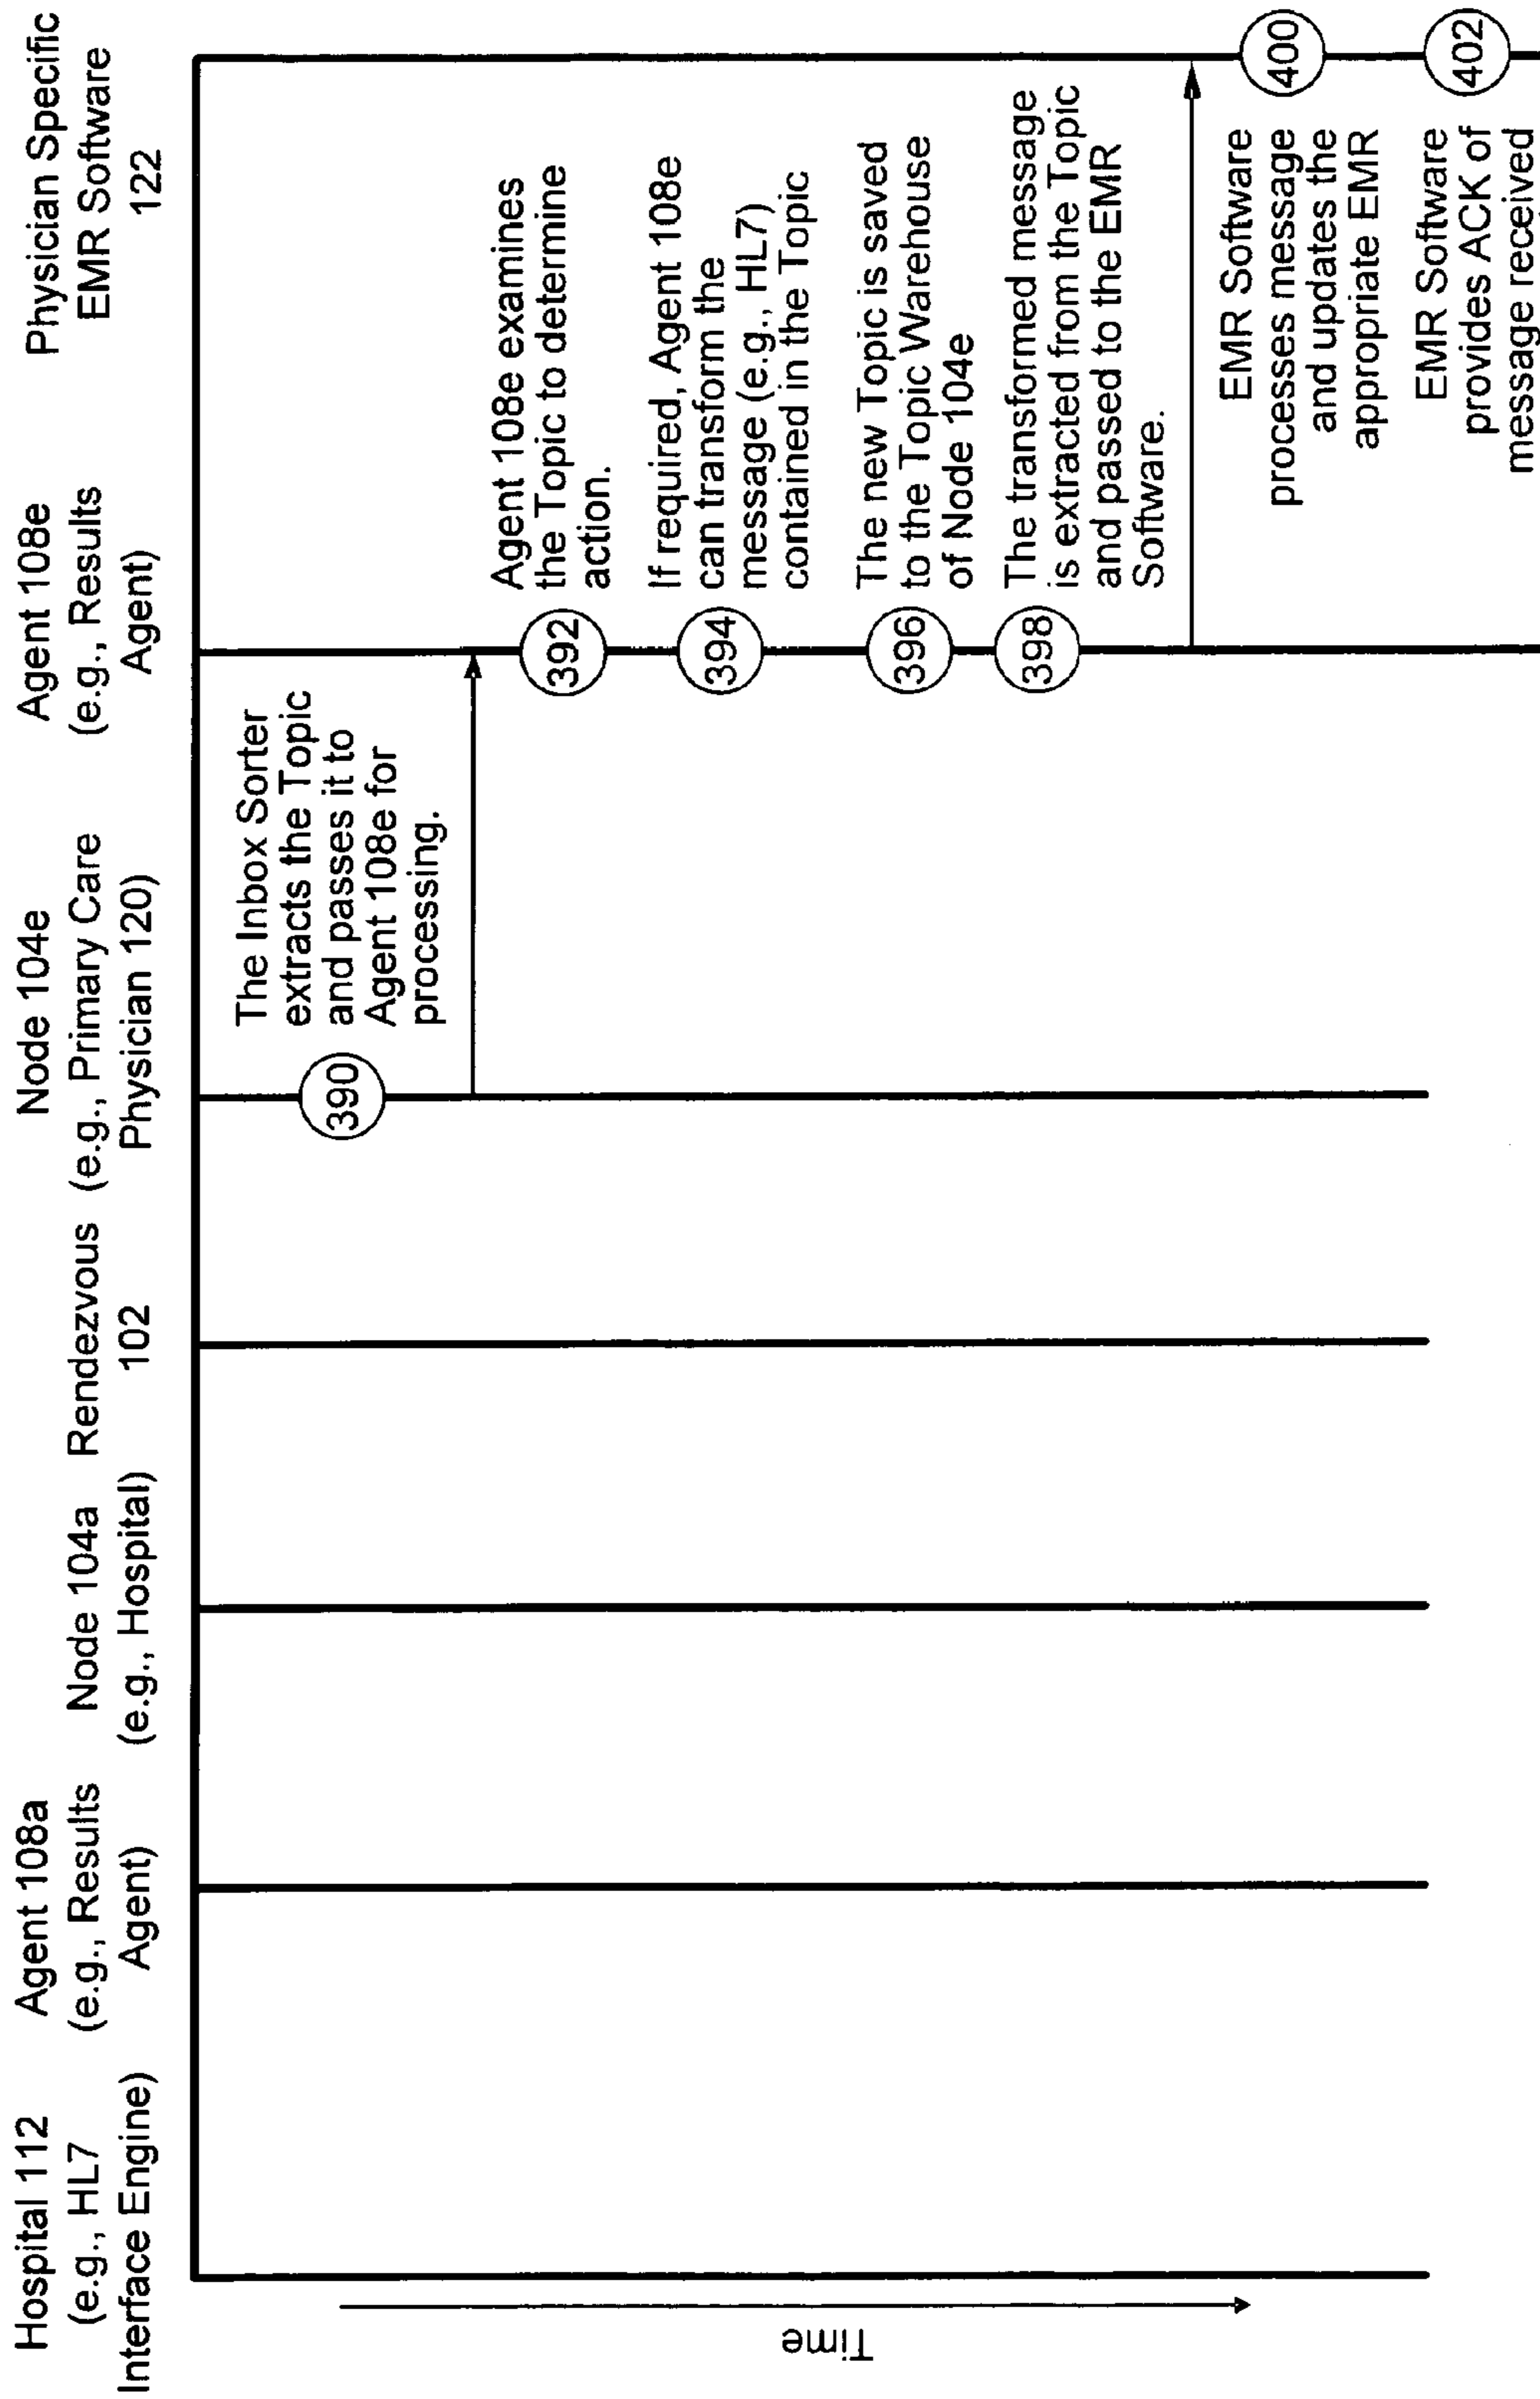 Hospital 112
(e.g., HL7
Interface Engine)
Agent 108a
(e.g., Results
Agent)
Node 104a
(e.g., Hospital)
Rendezvous
102
Node 104e
(e.g., Primary Care
Physician 120)
Agent 108e
(e.g., Results
Agent)
Physician Specific
EMR Software
122
Time
390
The Inbox Sorter
extracts the Topic
and passes it to
Agent 108e for
processing.
392
Agent 108e examines
the Topic to determine
action.
394
If required, Agent 108e
can transform the
message (e.g., HL7)
contained in the Topic
396
The new Topic is saved
to the Topic Warehouse
of Node 104e
398
The transformed message
is extracted from the Topic
and passed to the EMR
Software.
EMR Software
processes message
and updates the
appropriate EMR
400
EMR Software
provides ACK of
message received
402